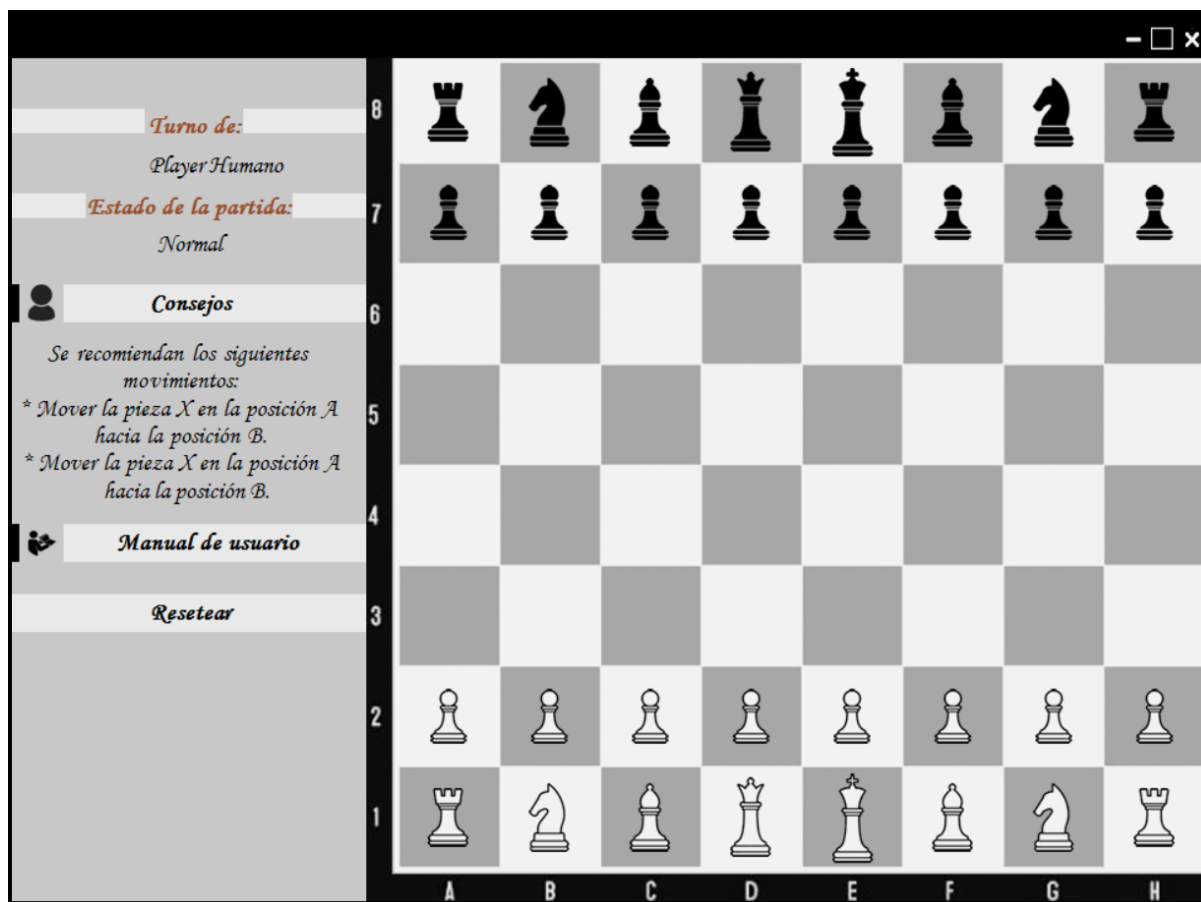 Turno de:
Player Humano
Estado de la partida:
Normal
Consejos
Se recomiendan los siguientes
movimientos:
* Mover la pieza X en la posición A
hacia la posición B.
* Mover la pieza X en la posición A
hacia la posición B.
Manual de usuario
Resetear
8
7
6
5
4
3
2
1
A B C D E F G H